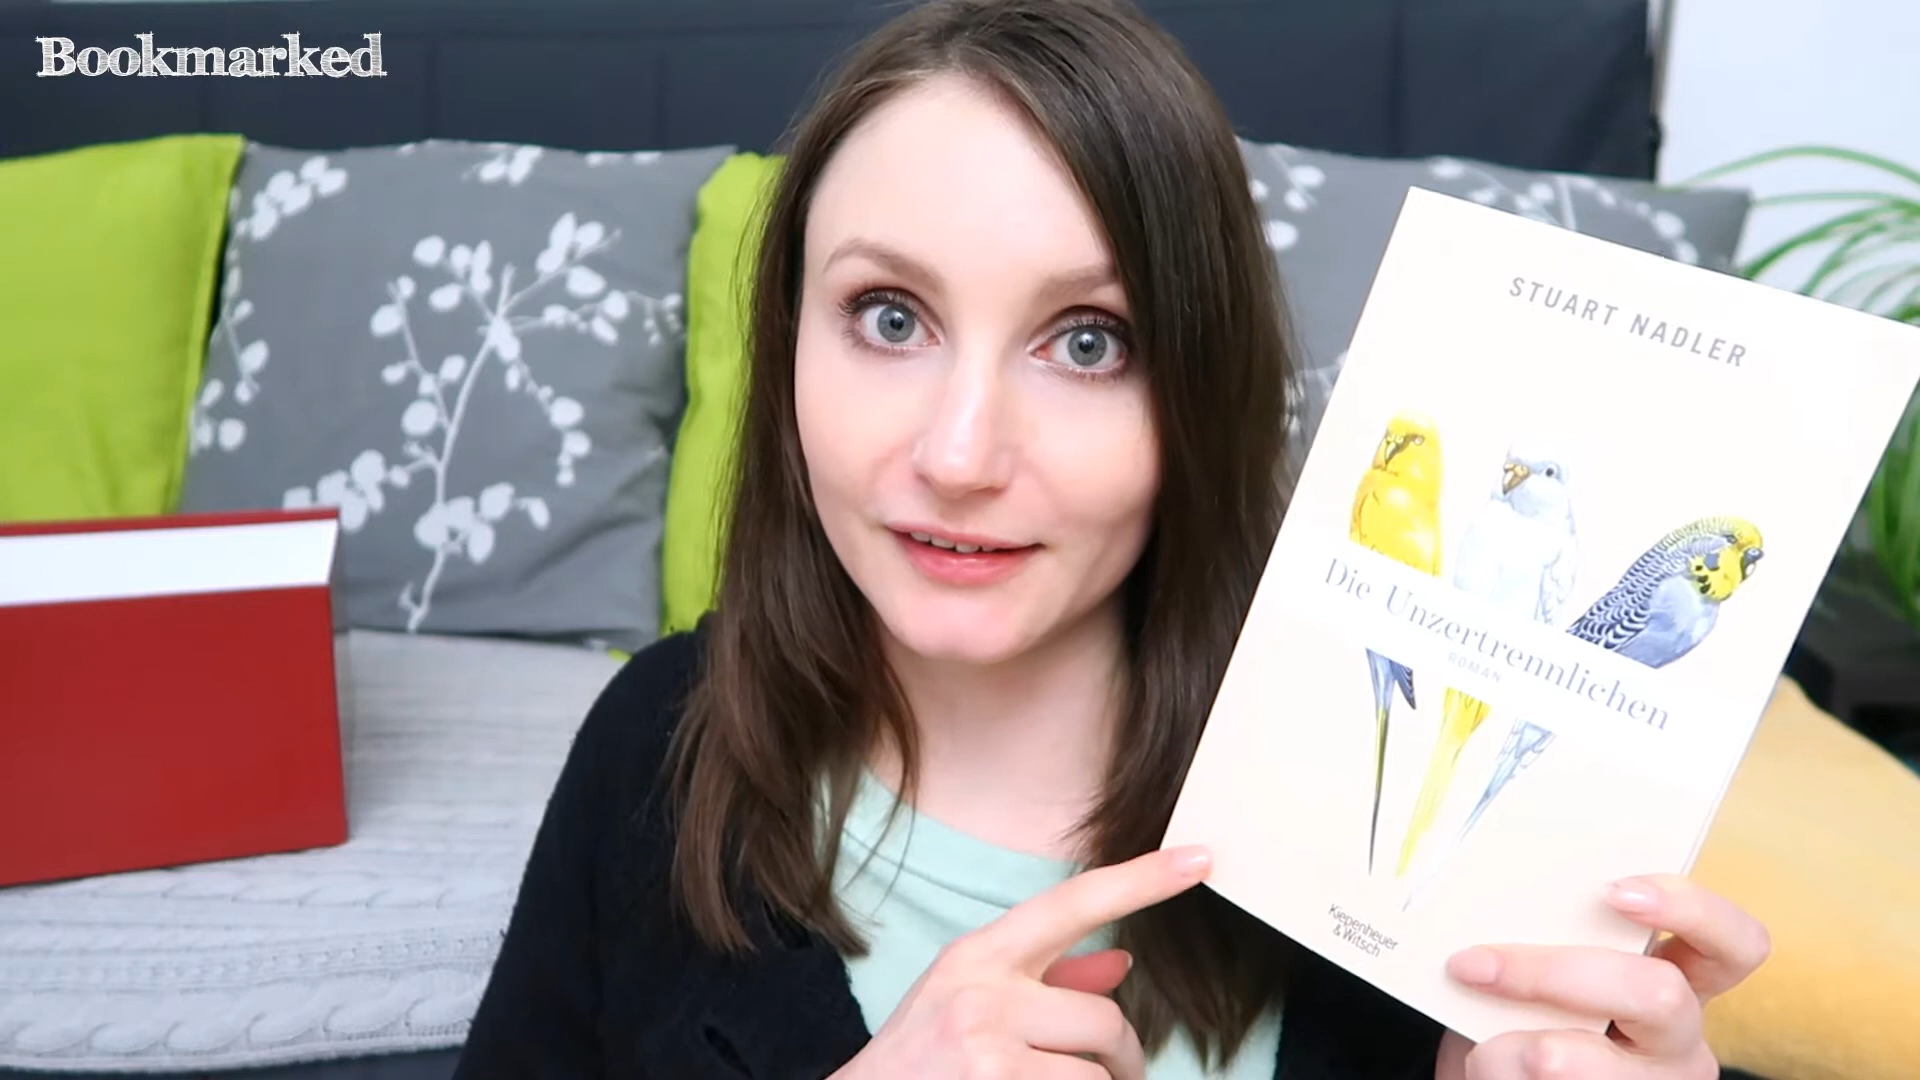 Bookmarked
STUART NADLER
Die Unzertrennlichen
ROMAN
Kiepenheuer
& Witsch